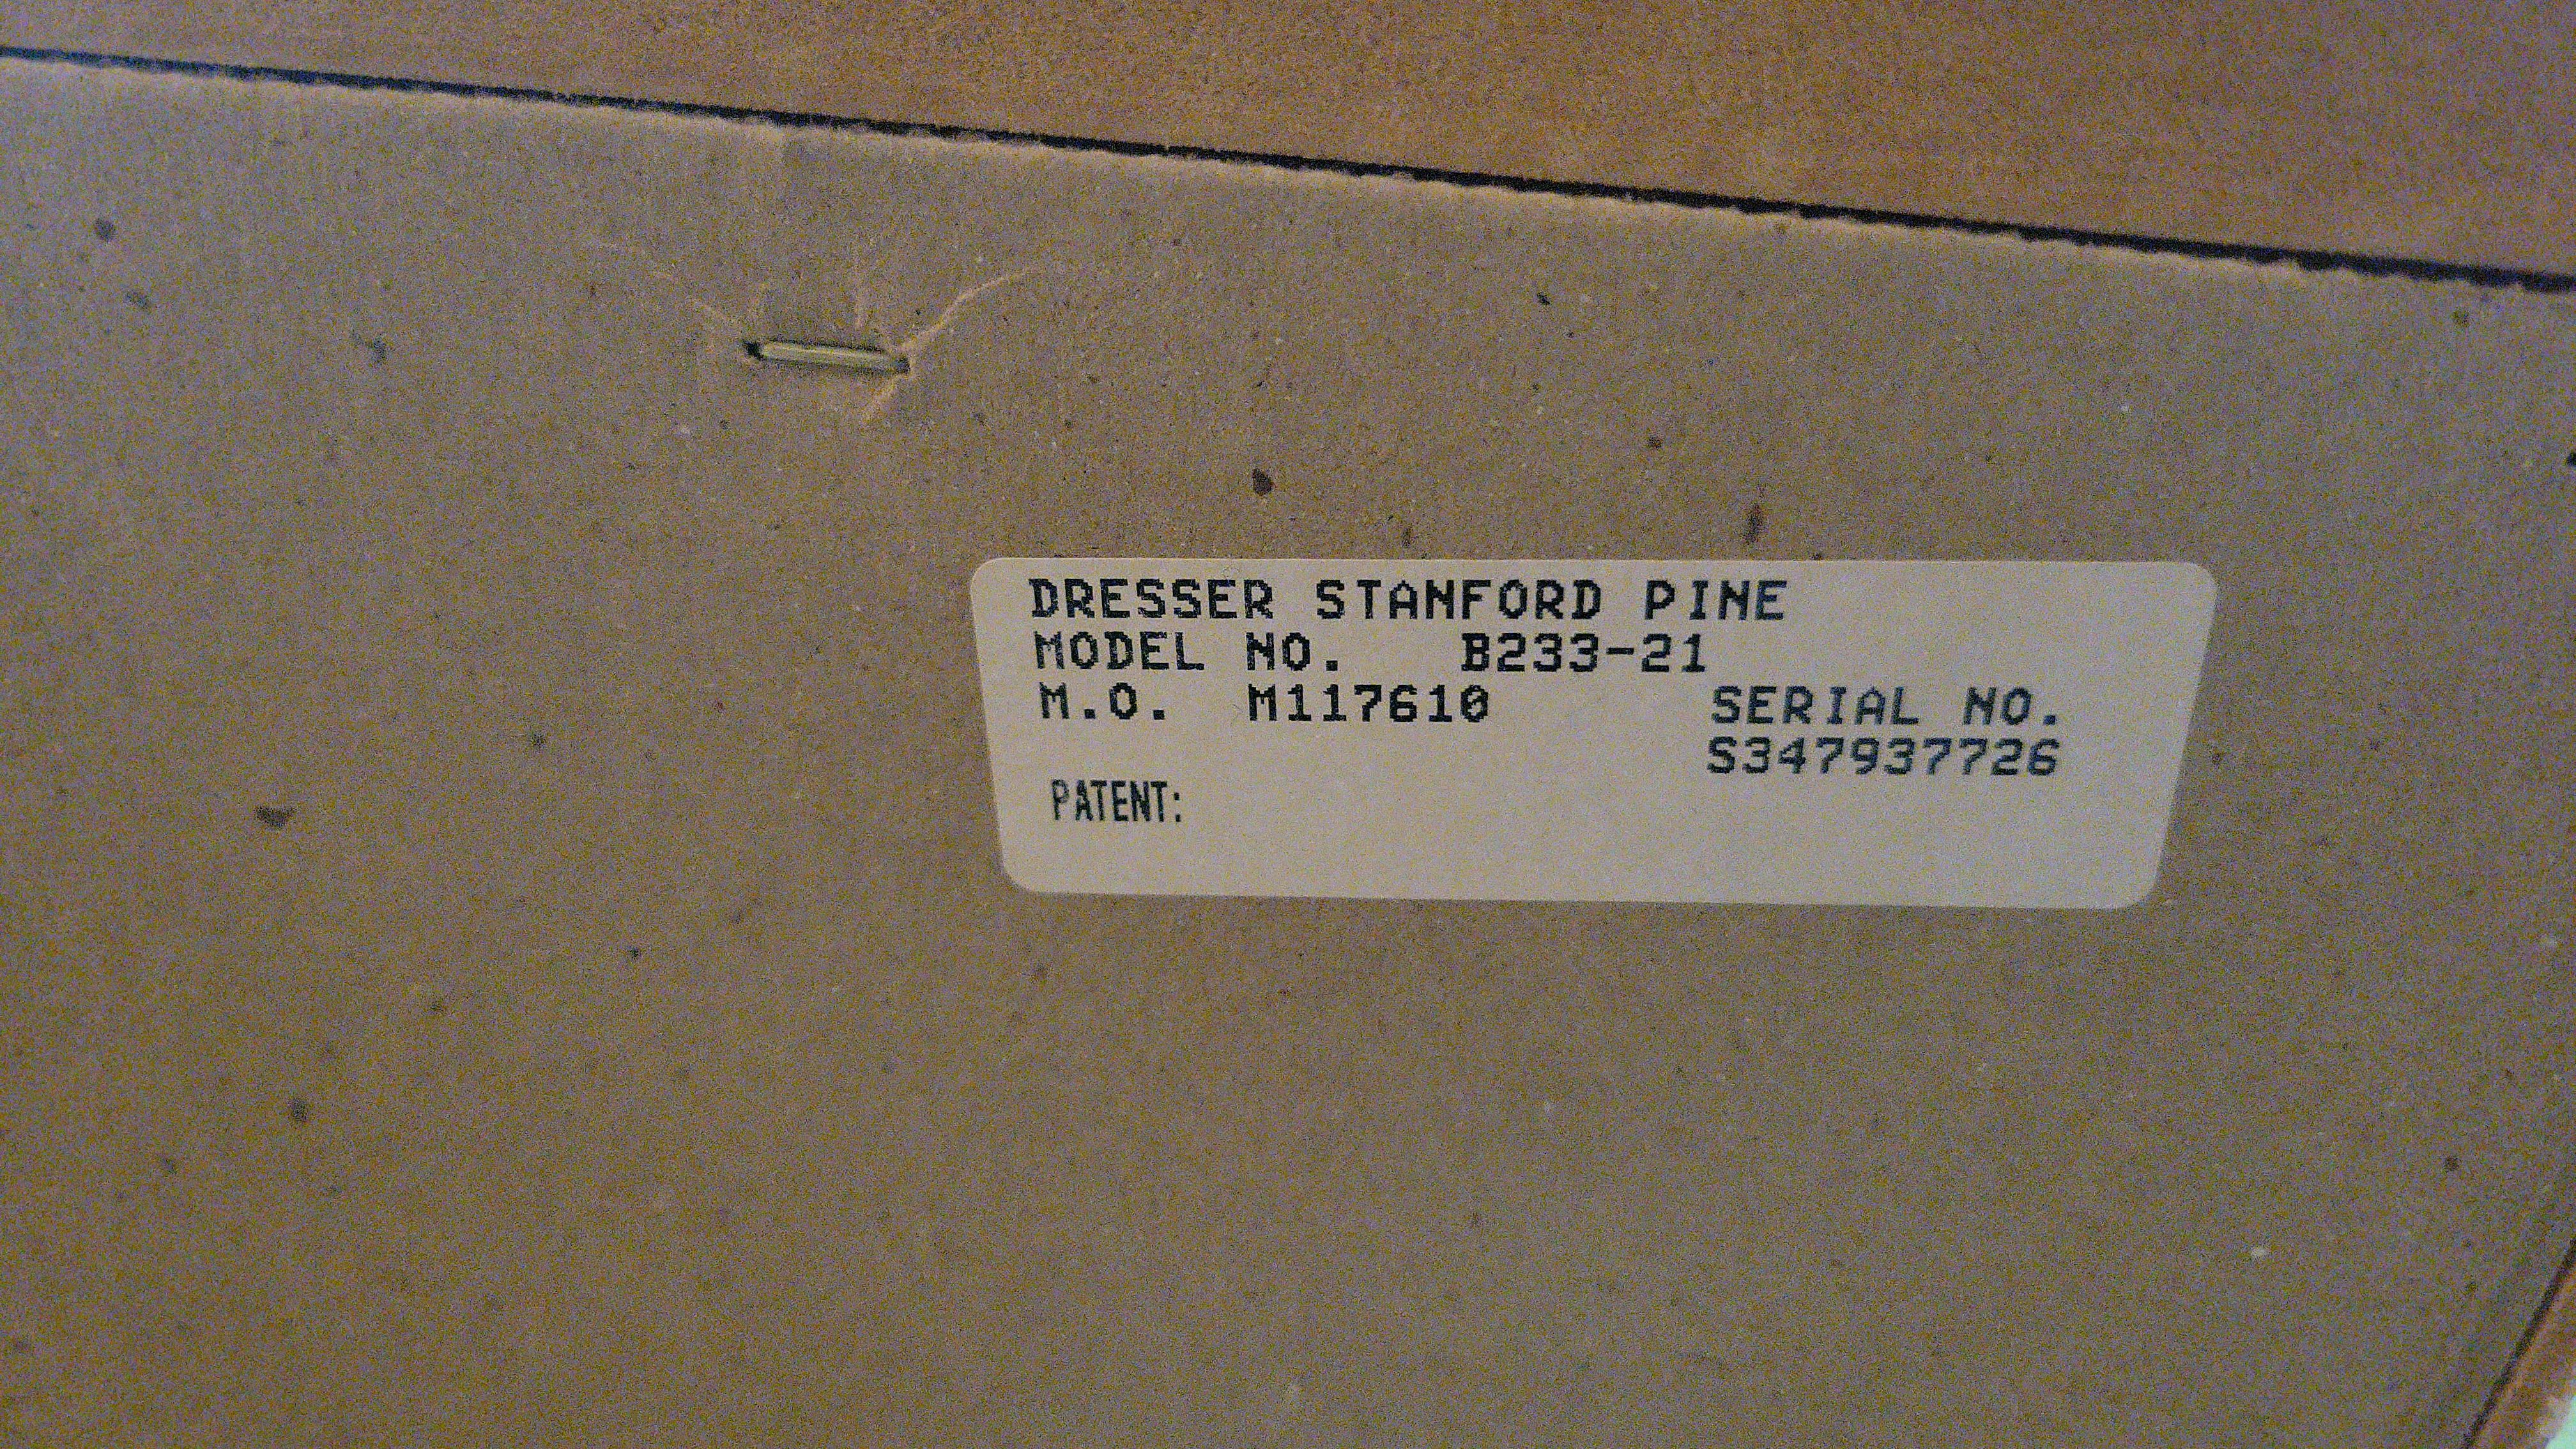 DRESSER STANFORD PINE
MODEL NO. B233-21
M.O. M117610
SERIAL NO.
S347937726
PATENT: